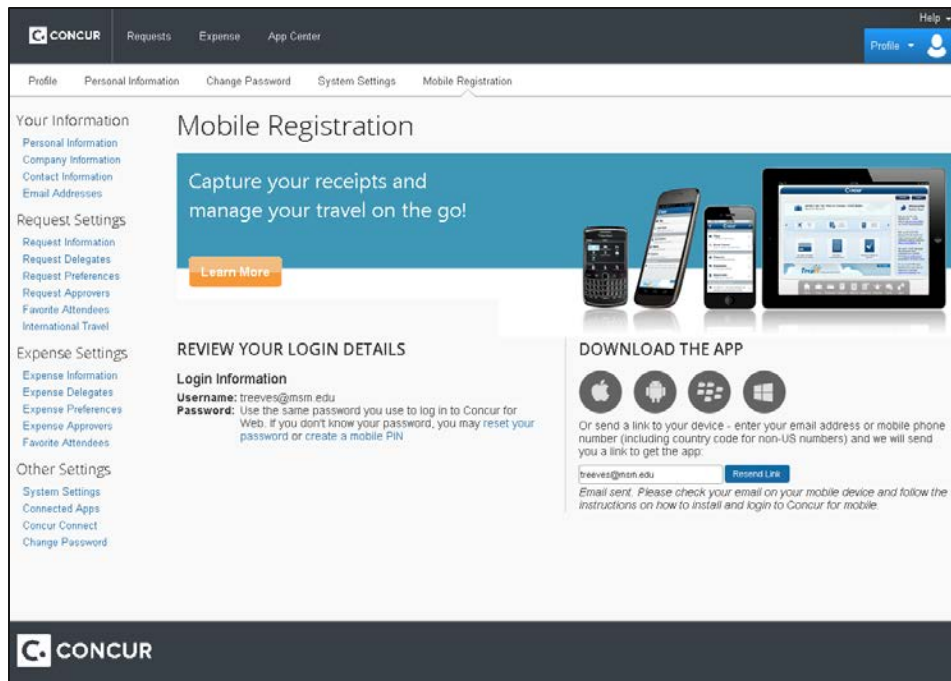 Help
CONCUR
Requests
Expense
App Center
Profile
Profile
Personal Information
Change Password
System Settings
Mobile Registration
Your Information
Personal Information
Company Information
Contact Information
Email Addresses
Request Settings
Request Information
Request Delegates
Request Preferences
Request Approvers
Favorite Attendees
International Travel
Expense Settings
Expense Information
Expense Delegates
Expense Preferences
Expense Approvers
Favorite Attendees
Other Settings
System Settings
Connected Apps
Concur Connect
Change Password
Mobile Registration
Capture your receipts and
manage your travel on the go!
Learn More
REVIEW YOUR LOGIN DETAILS
Login Information
Username: treeves@msm.edu
Password: Use the same password you use to log in to Concur for
Web. If you don't know your password, you may reset your
password or create a mobile PIN
DOWNLOAD THE APP
Or send a link to your device - enter your email address or mobile phone
number (including country code for non-US numbers) and we will send
you a link to get the app:
treeves@msm.edu
Resend Link
Email sent. Please check your email on your mobile device and follow the
instructions on how to install and login to Concur for mobile.
C. CONCUR